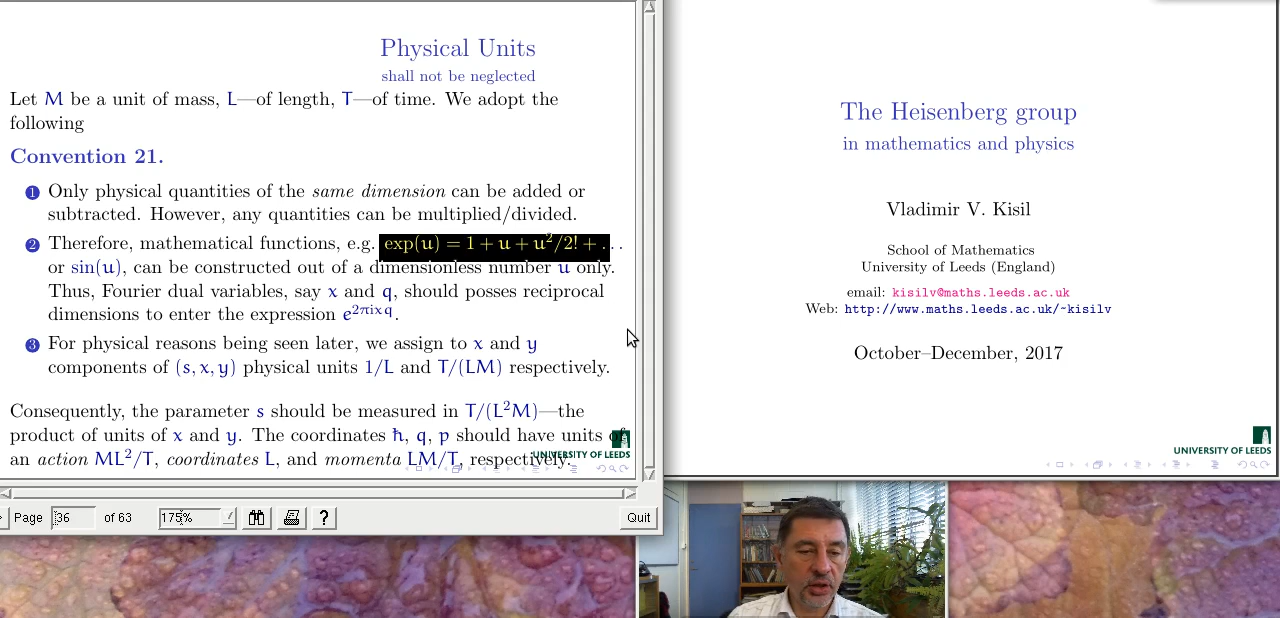 Physical Units
shall not be neglected
Let M be a unit of mass, L—of length, T—of time. We adopt the
following
Convention 21.
1 Only physical quantities of the same dimension can be added or
subtracted. However, any quantities can be multiplied/divided.
2 Therefore, mathematical functions, e.g. exp(u) = 1 + u + u²/2! + ...
or sin(u), can be constructed out of a dimensionless number u only.
Thus, Fourier dual variables, say x and q, should posses reciprocal
dimensions to enter the expression e^{2πixq}.
3 For physical reasons being seen later, we assign to x and y
components of (s, x, y) physical units 1/L and T/(LM) respectively.
Consequently, the parameter s should be measured in T/(L²M)—the
product of units of x and y. The coordinates ħ, q, p should have units of
an action ML²/T, coordinates L, and momenta LM/T, respectively.
UNIVERSITY OF LEEDS
Page 36 of 63 175% ? Quit
The Heisenberg group
in mathematics and physics
Vladimir V. Kisil
School of Mathematics
University of Leeds (England)
email: kisilv@maths.leeds.ac.uk
Web: http://www.maths.leeds.ac.uk/~kisilv
October–December, 2017
UNIVERSITY OF LEEDS